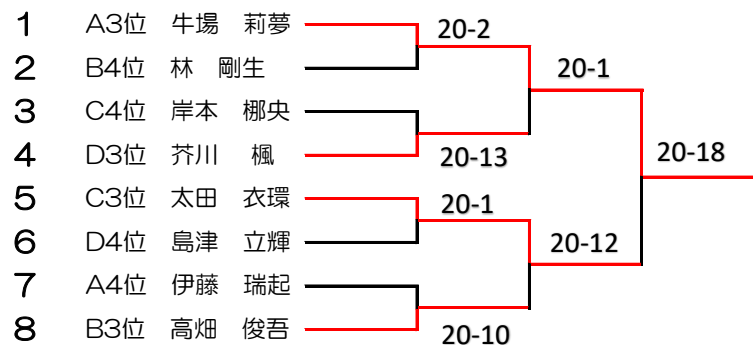 1 A3位 牛場 莉夢
20-2
2 B4位 林 剛生
20-1
3 C4位 岸本 梛央
4 D3位 芥川 楓
20-13
20-18
5 C3位 太田 衣環
20-1
6 D4位 島津 立輝
20-12
7 A4位 伊藤 瑞起
8 B3位 高畑 俊吾
20-10